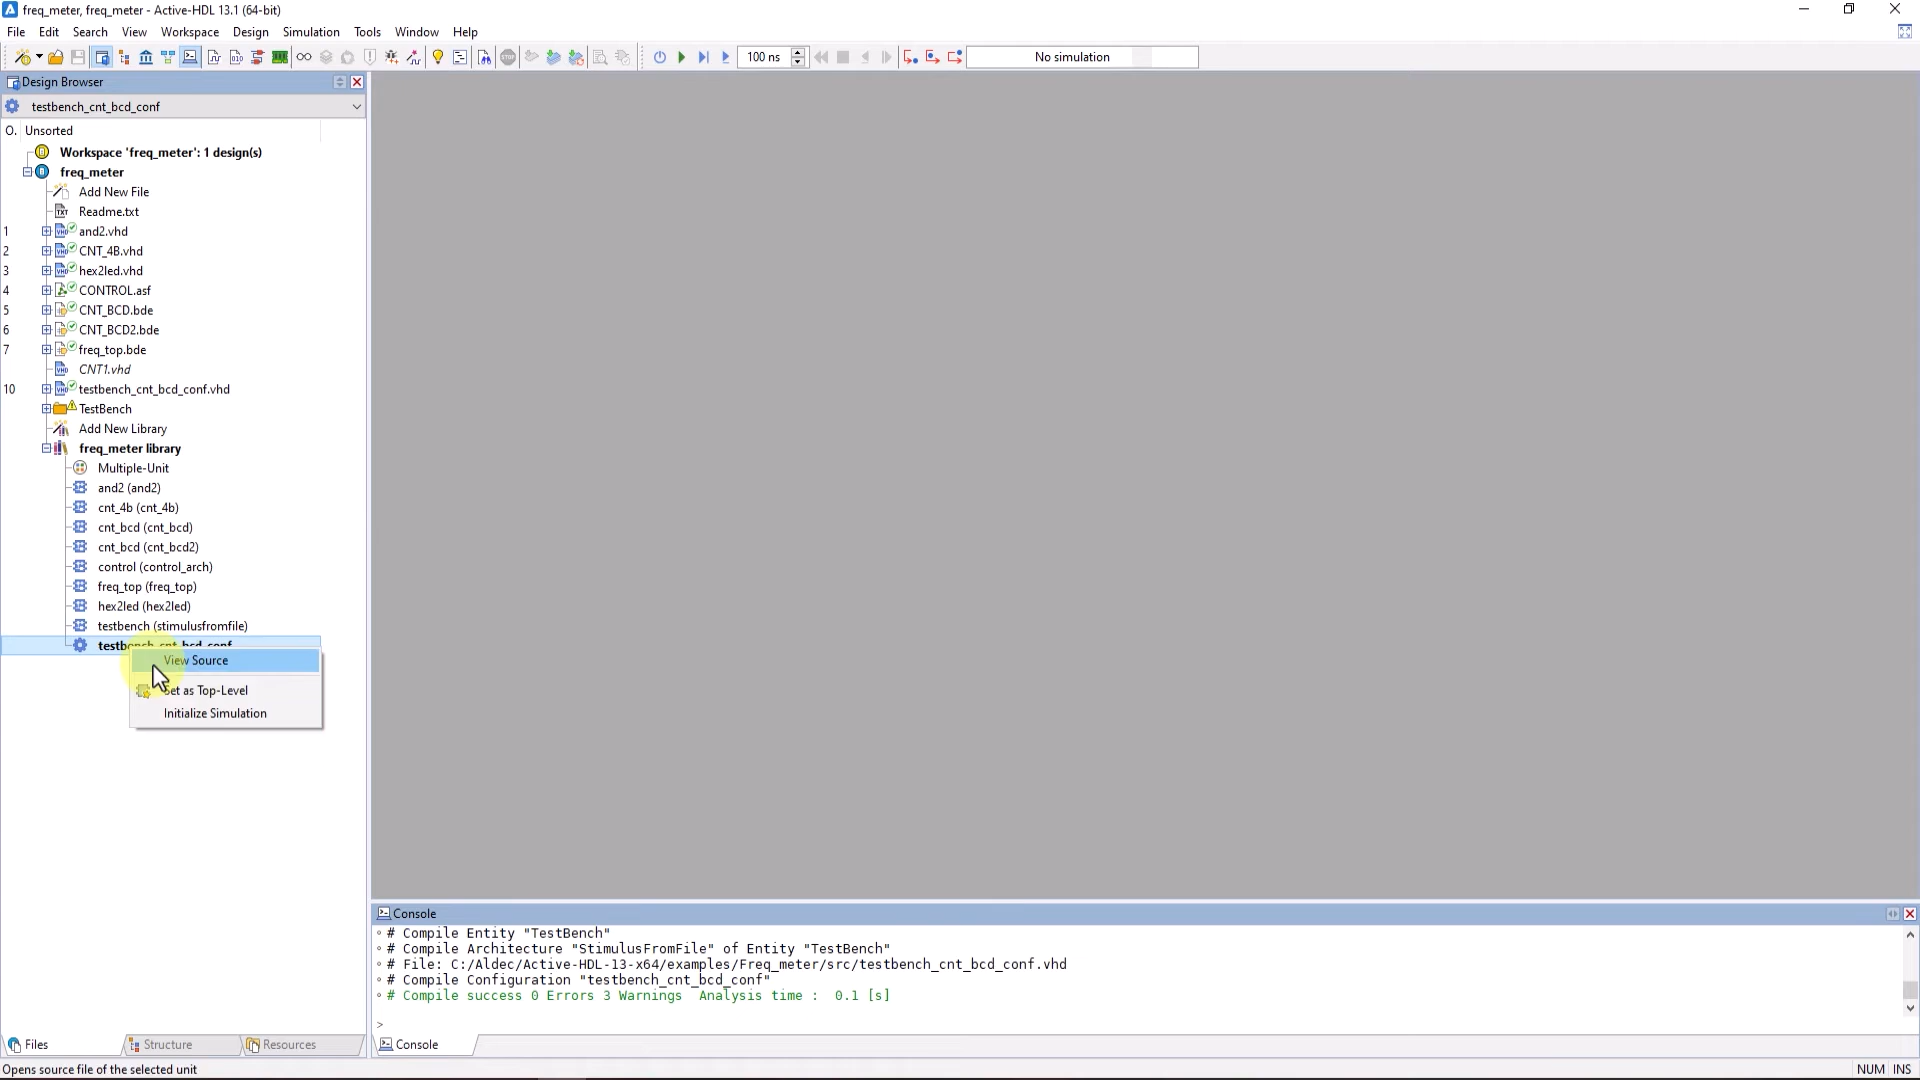 freq_meter, freq_meter - Active-HDL 13.1 (64-bit)
File Edit Search View Workspace Design Simulation Tools Window Help
100 ns No simulation
Design Browser
testbench_cnt_bcd_conf
O. Unsorted
Workspace 'freq_meter': 1 design(s)
freq_meter
Add New File
Readme.txt
1 and2.vhd
2 CNT_4B.vhd
3 hex2led.vhd
4 CONTROL.asf
5 CNT_BCD.bde
6 CNT_BCD2.bde
7 freq_top.bde
CNT1.vhd
10 testbench_cnt_bcd_conf.vhd
TestBench
Add New Library
freq_meter library
Multiple-Unit
and2 (and2)
cnt_4b (cnt_4b)
cnt_bcd (cnt_bcd)
cnt_bcd (cnt_bcd2)
control (control_arch)
freq_top (freq_top)
hex2led (hex2led)
testbench (stimulusfromfile)
testbench_cnt_bcd_conf
View Source
Set as Top-Level
Initialize Simulation
Console
# Compile Entity "TestBench"
# Compile Architecture "StimulusFromFile" of Entity "TestBench"
# File: C:/Aldec/Active-HDL-13-x64/examples/Freq_meter/src/testbench_cnt_bcd_conf.vhd
# Compile Configuration "testbench_cnt_bcd_conf"
# Compile success 0 Errors 3 Warnings Analysis time : 0.1 [s]
>
Files Structure Resources Console
Opens source file of the selected unit NUM INS